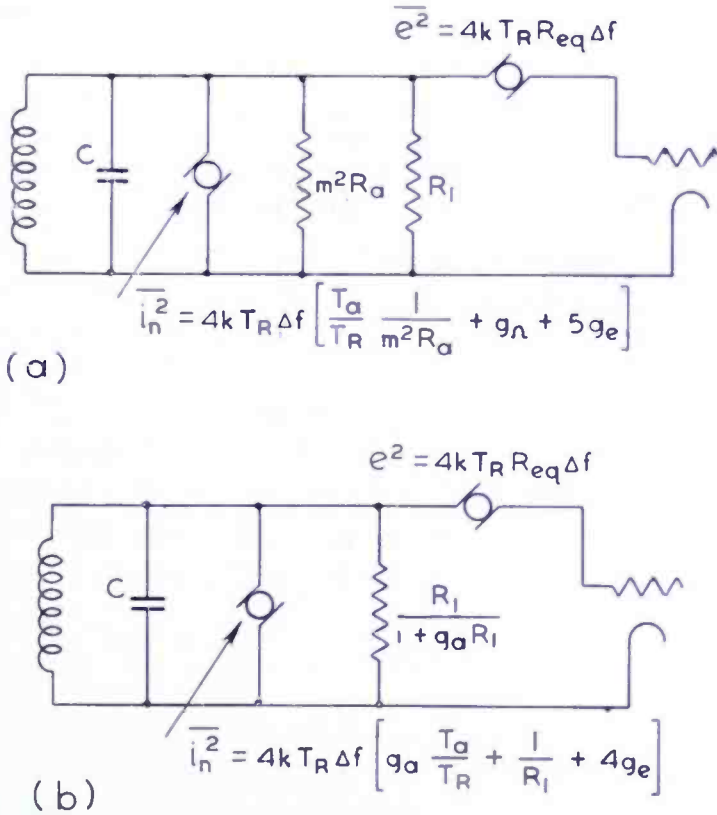 e² = 4k T_R R_eq Δf
C
m²R_a
R_1
i_n² = 4k T_R Δf [ T_a/T_R 1/m²R_a + g_n + 5g_e ]
(a)
e² = 4k T_R R_eq Δf
C
R_1 / 1 + g_a R_1
i_n² = 4k T_R Δf [ g_a T_a/T_R + 1/R_1 + 4g_e ]
(b)